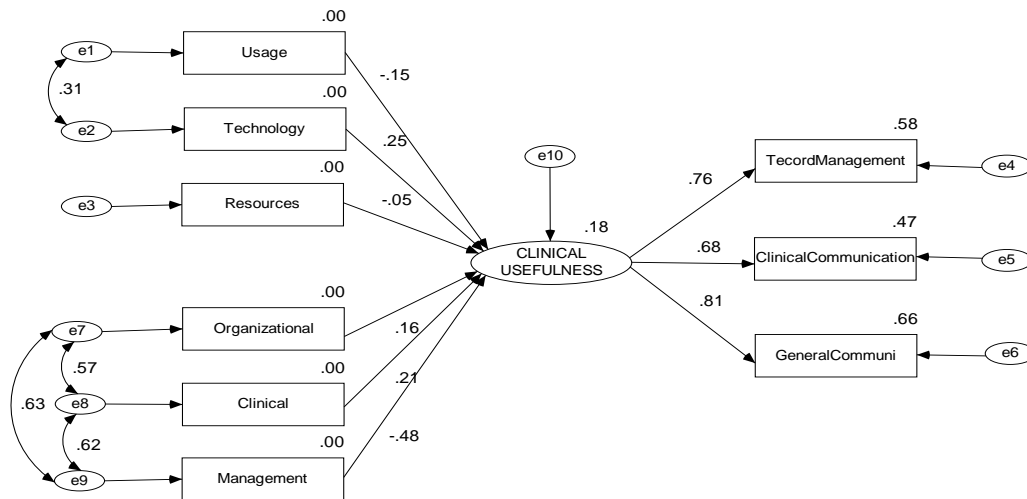 .00
e1
Usage
-.15
.31
.00
e2
Technology
.25
.00
e3
Resources
-.05
e10
.18
CLINICAL
USEFULNESS
.58
TecordManagement
e4
.76
.47
ClinicalCommunication
e5
.68
.66
GeneralCommuni
e6
.81
.00
e7
Organizational
.16
.57
.00
e8
Clinical
.21
.63
.62
.00
e9
Management
-.48